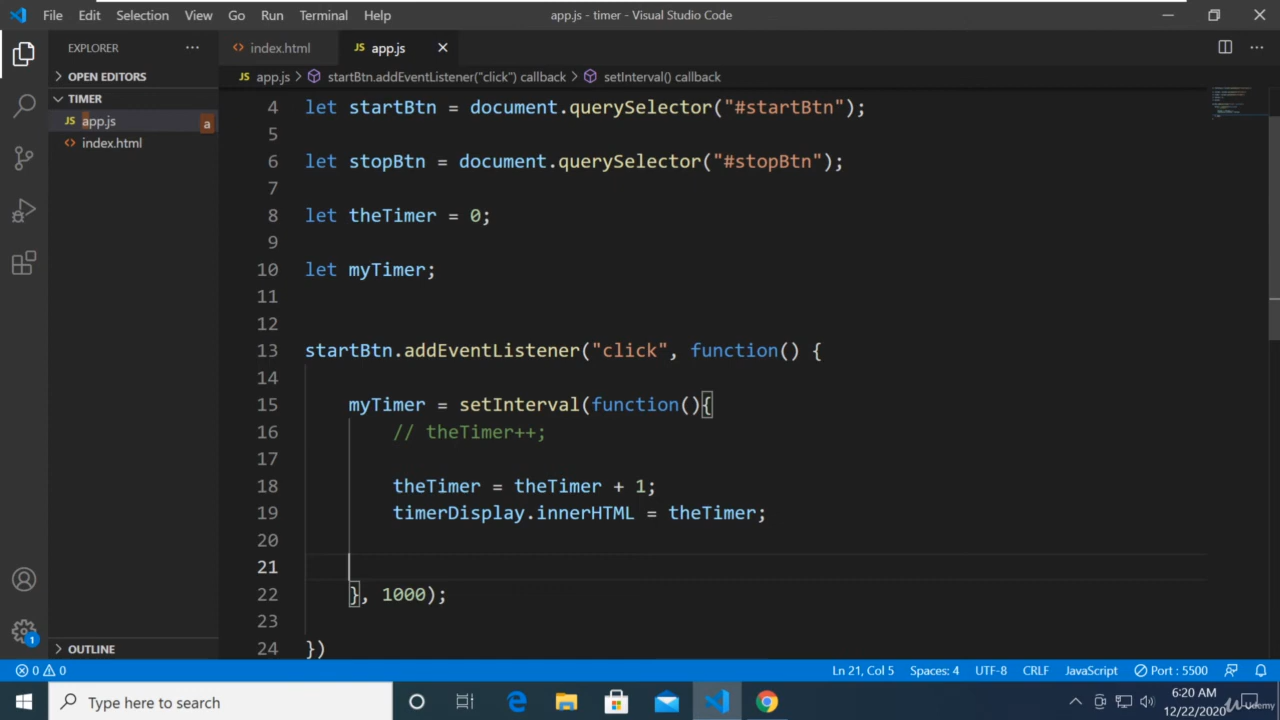 File Edit Selection View Go Run Terminal Help app.js - timer - Visual Studio Code
EXPLORER
index.html
JS app.js
OPEN EDITORS
JS app.js > startBtn.addEventListener("click") callback > setInterval() callback
TIMER
JS app.js a
index.html
4 let startBtn = document.querySelector("#startBtn");
5
6 let stopBtn = document.querySelector("#stopBtn");
7
8 let theTimer = 0;
9
10 let myTimer;
11
12
13 startBtn.addEventListener("click", function() {
14
15 myTimer = setInterval(function(){
16 // theTimer++;
17
18 theTimer = theTimer + 1;
19 timerDisplay.innerHTML = theTimer;
20
21
22 }, 1000);
23
24 })
OUTLINE
1
0 0 Ln 21, Col 5 Spaces: 4 UTF-8 CRLF JavaScript Port : 5500
Type here to search
6:20 AM
12/22/2020
Udemy